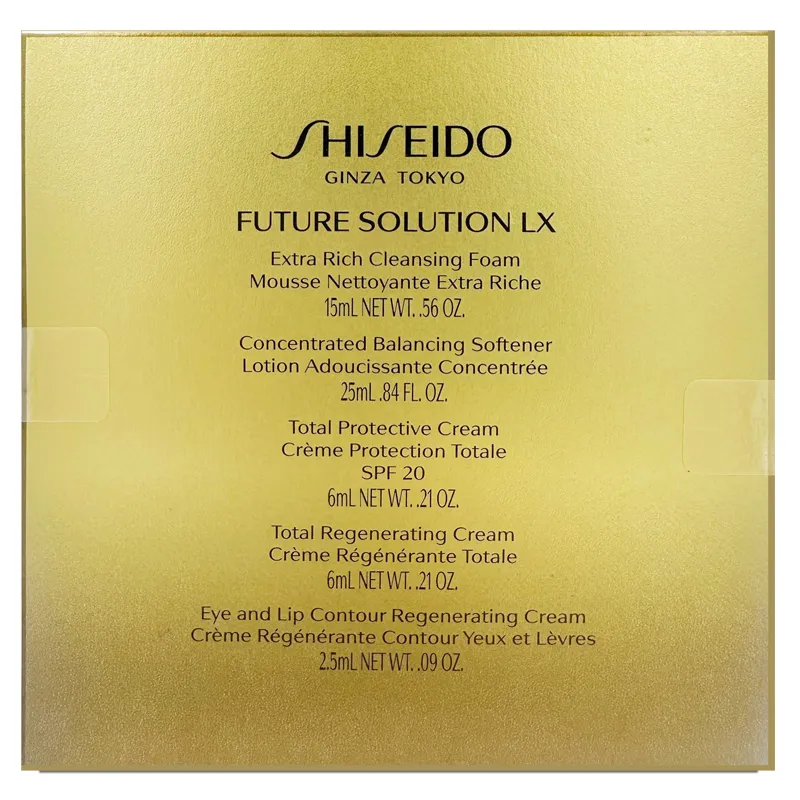 SHISEIDO
GINZA TOKYO
FUTURE SOLUTION LX
Extra Rich Cleansing Foam
Mousse Nettoyante Extra Riche
15mL NET WT. .56 OZ.
Concentrated Balancing Softener
Lotion Adoucissante Concentrée
25mL .84 FL. OZ.
Total Protective Cream
Crème Protection Totale
SPF 20
6mL NET WT. .21 OZ.
Total Regenerating Cream
Crème Régénérante Totale
6mL NET WT. .21 OZ.
Eye and Lip Contour Regenerating Cream
Crème Régénérante Contour Yeux et Lèvres
2.5mL NET WT. .09 OZ.